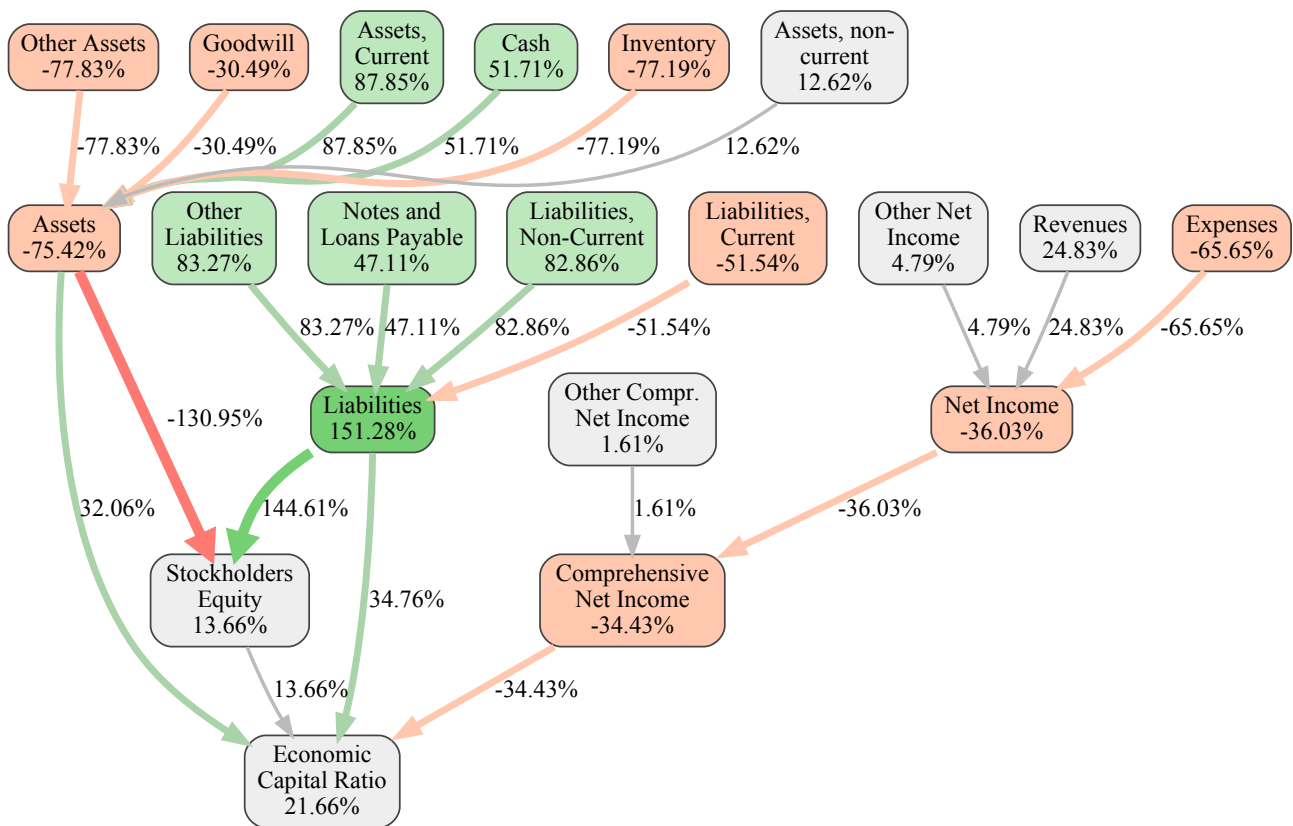 Other Assets
-77.83%
Goodwill
-30.49%
Assets,
Current
87.85%
Cash
51.71%
Inventory
-77.19%
Assets, non-
current
12.62%
-77.83%
-30.49%
87.85%
51.71%
-77.19%
12.62%
Assets
-75.42%
Other
Liabilities
83.27%
Notes and
Loans Payable
47.11%
Liabilities,
Non-Current
82.86%
Liabilities,
Current
-51.54%
Other Net
Income
4.79%
Revenues
24.83%
Expenses
-65.65%
83.27%
47.11%
82.86%
-51.54%
4.79%
24.83%
-65.65%
Liabilities
151.28%
Other Compr.
Net Income
1.61%
Net Income
-36.03%
-130.95%
32.06%
144.61%
1.61%
-36.03%
Stockholders
Equity
13.66%
34.76%
Comprehensive
Net Income
-34.43%
13.66%
-34.43%
Economic
Capital Ratio
21.66%